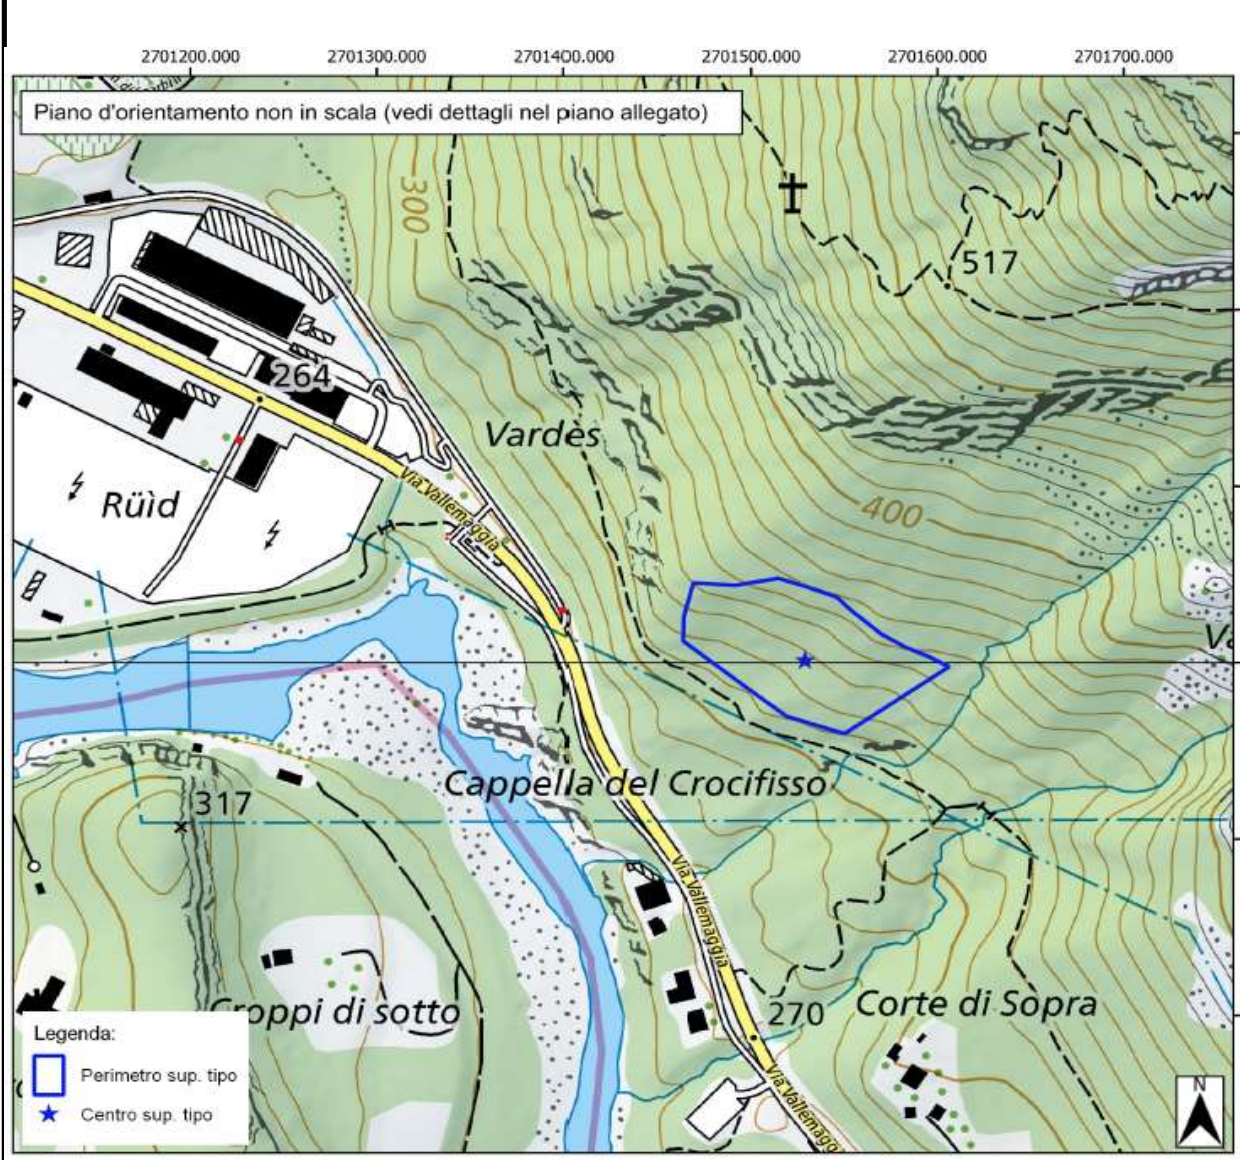 2701200.000 2701300.000 2701400.000 2701500.000 2701600.000 2701700.000
Piano d'orientamento non in scala (vedi dettagli nel piano allegato)
300
517
264
Vardès
Via Vallemaggia
Rüìd
400
Cappella del Crocifisso
317
Via Vallemaggia
Croppi di sotto
270
Corte di Sopra
Via Vallemaggi
Legenda:
Perimetro sup. tipo
Centro sup. tipo
N